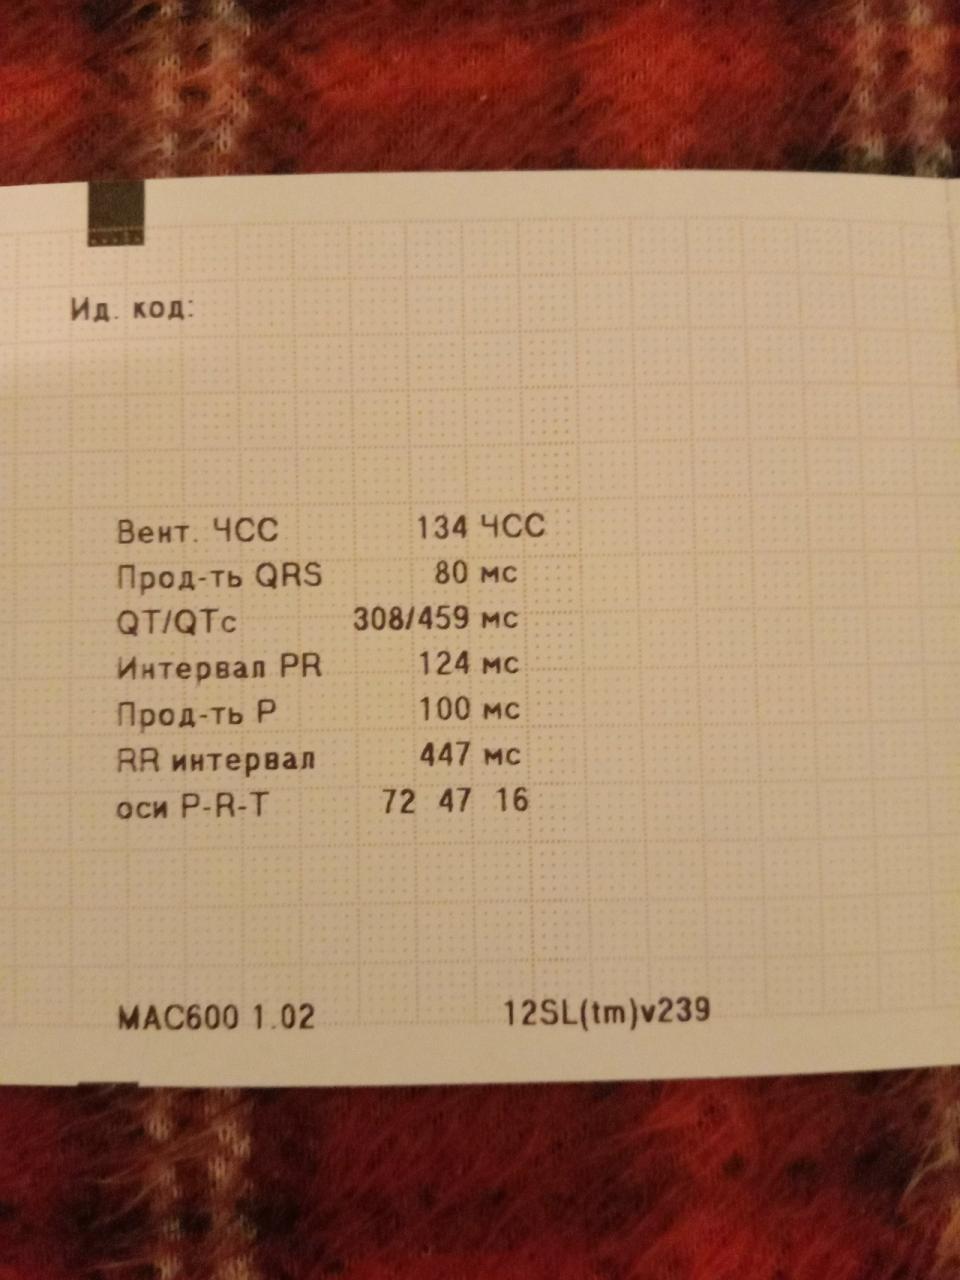 Ид. код:
Вент. ЧСС 134 ЧСС
Прод-ть QRS 80 мс
QT/QTc 308/459 мс
Интервал PR 124 мс
Прод-ть P 100 мс
RR интервал 447 мс
оси P-R-T 72 47 16
MAC600 1.02 12SL(tm)v239